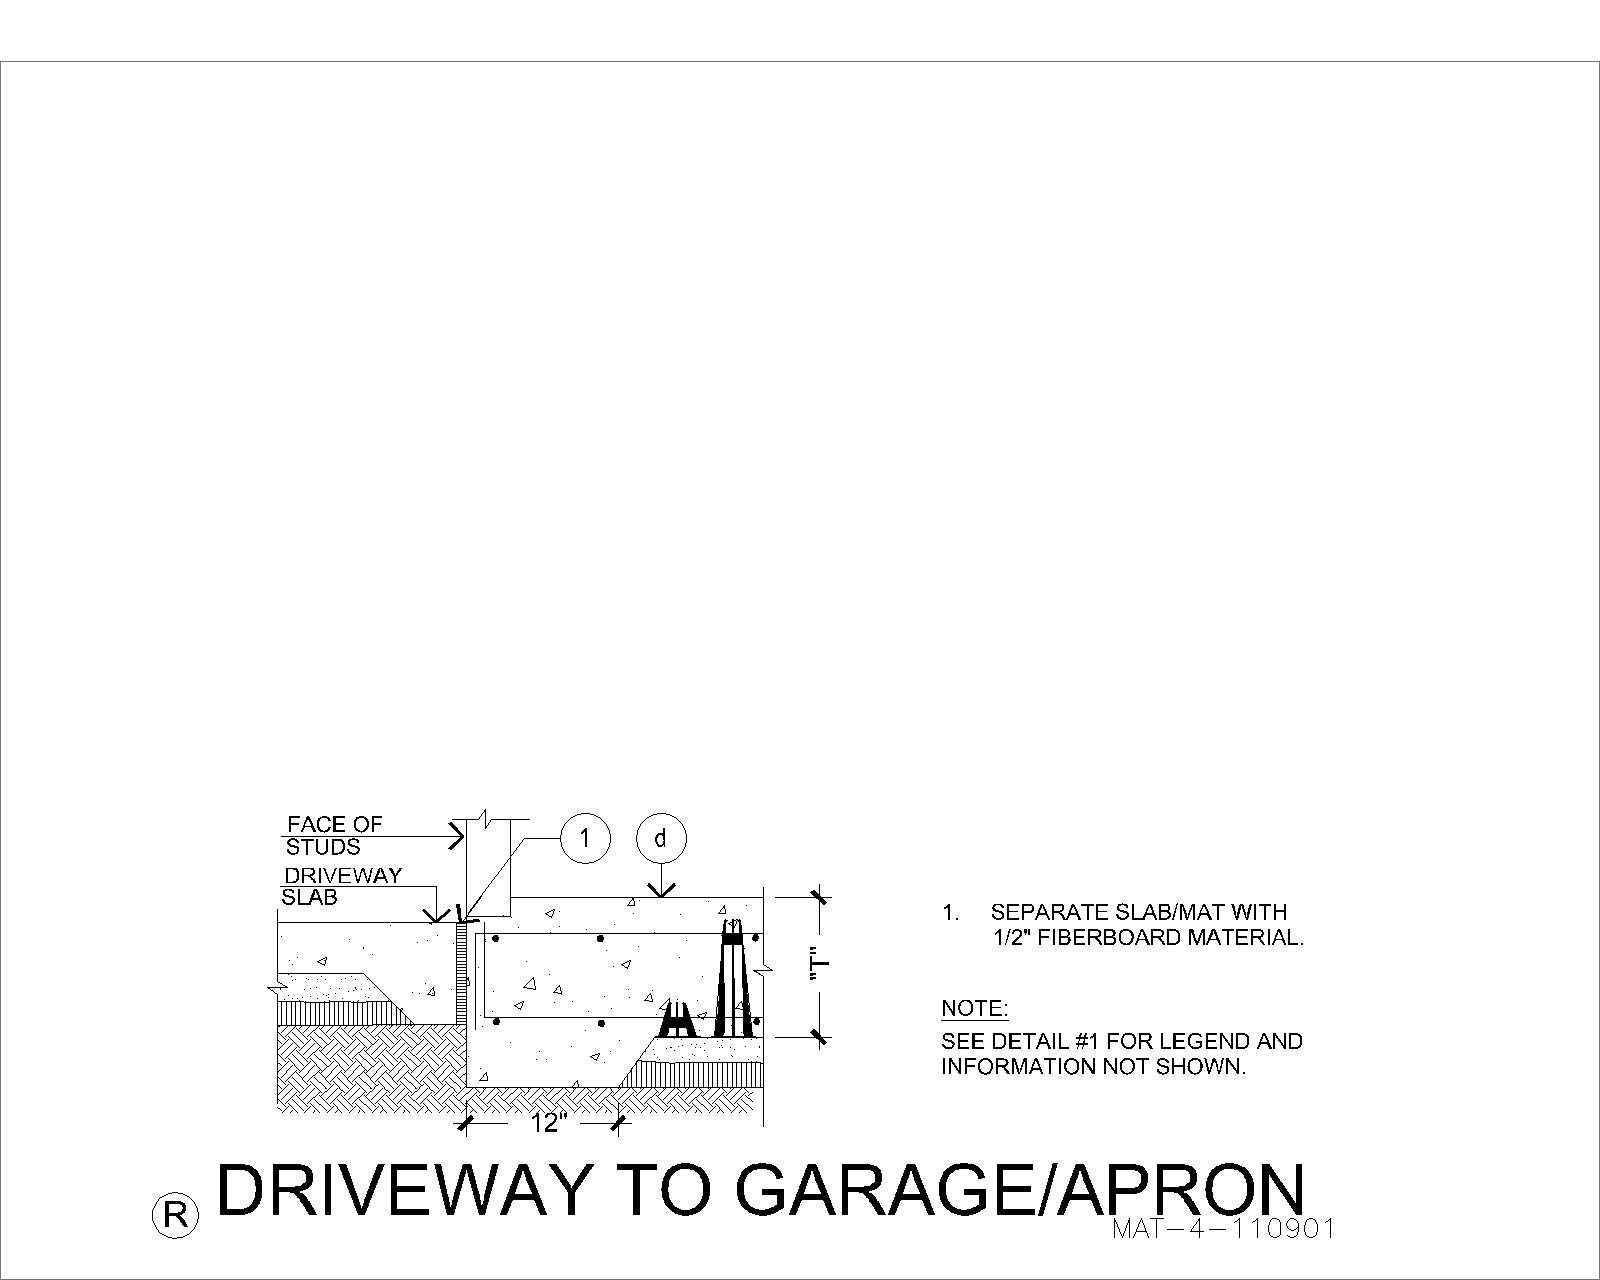 FACE OF
STUDS
DRIVEWAY
SLAB
1
d
"T"
12"
1. SEPARATE SLAB/MAT WITH
1/2" FIBERBOARD MATERIAL.
NOTE:
SEE DETAIL #1 FOR LEGEND AND
INFORMATION NOT SHOWN.
R DRIVEWAY TO GARAGE/APRON
MAT-4-110901